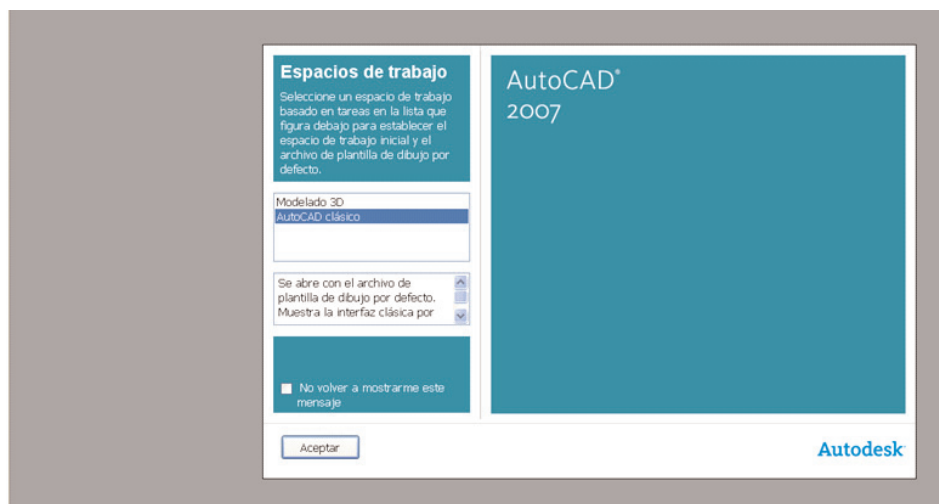 Espacios de trabajo
Seleccione un espacio de trabajo
basado en tareas en la lista que
figura debajo para establecer el
espacio de trabajo inicial y el
archivo de plantilla de dibujo por
defecto.
Modelado 3D
AutoCAD clásico
Se abre con el archivo de
plantilla de dibujo por defecto.
Muestra la interfaz clásica por
No volver a mostrarme este
mensaje
Aceptar
AutoCAD®
2007
Autodesk